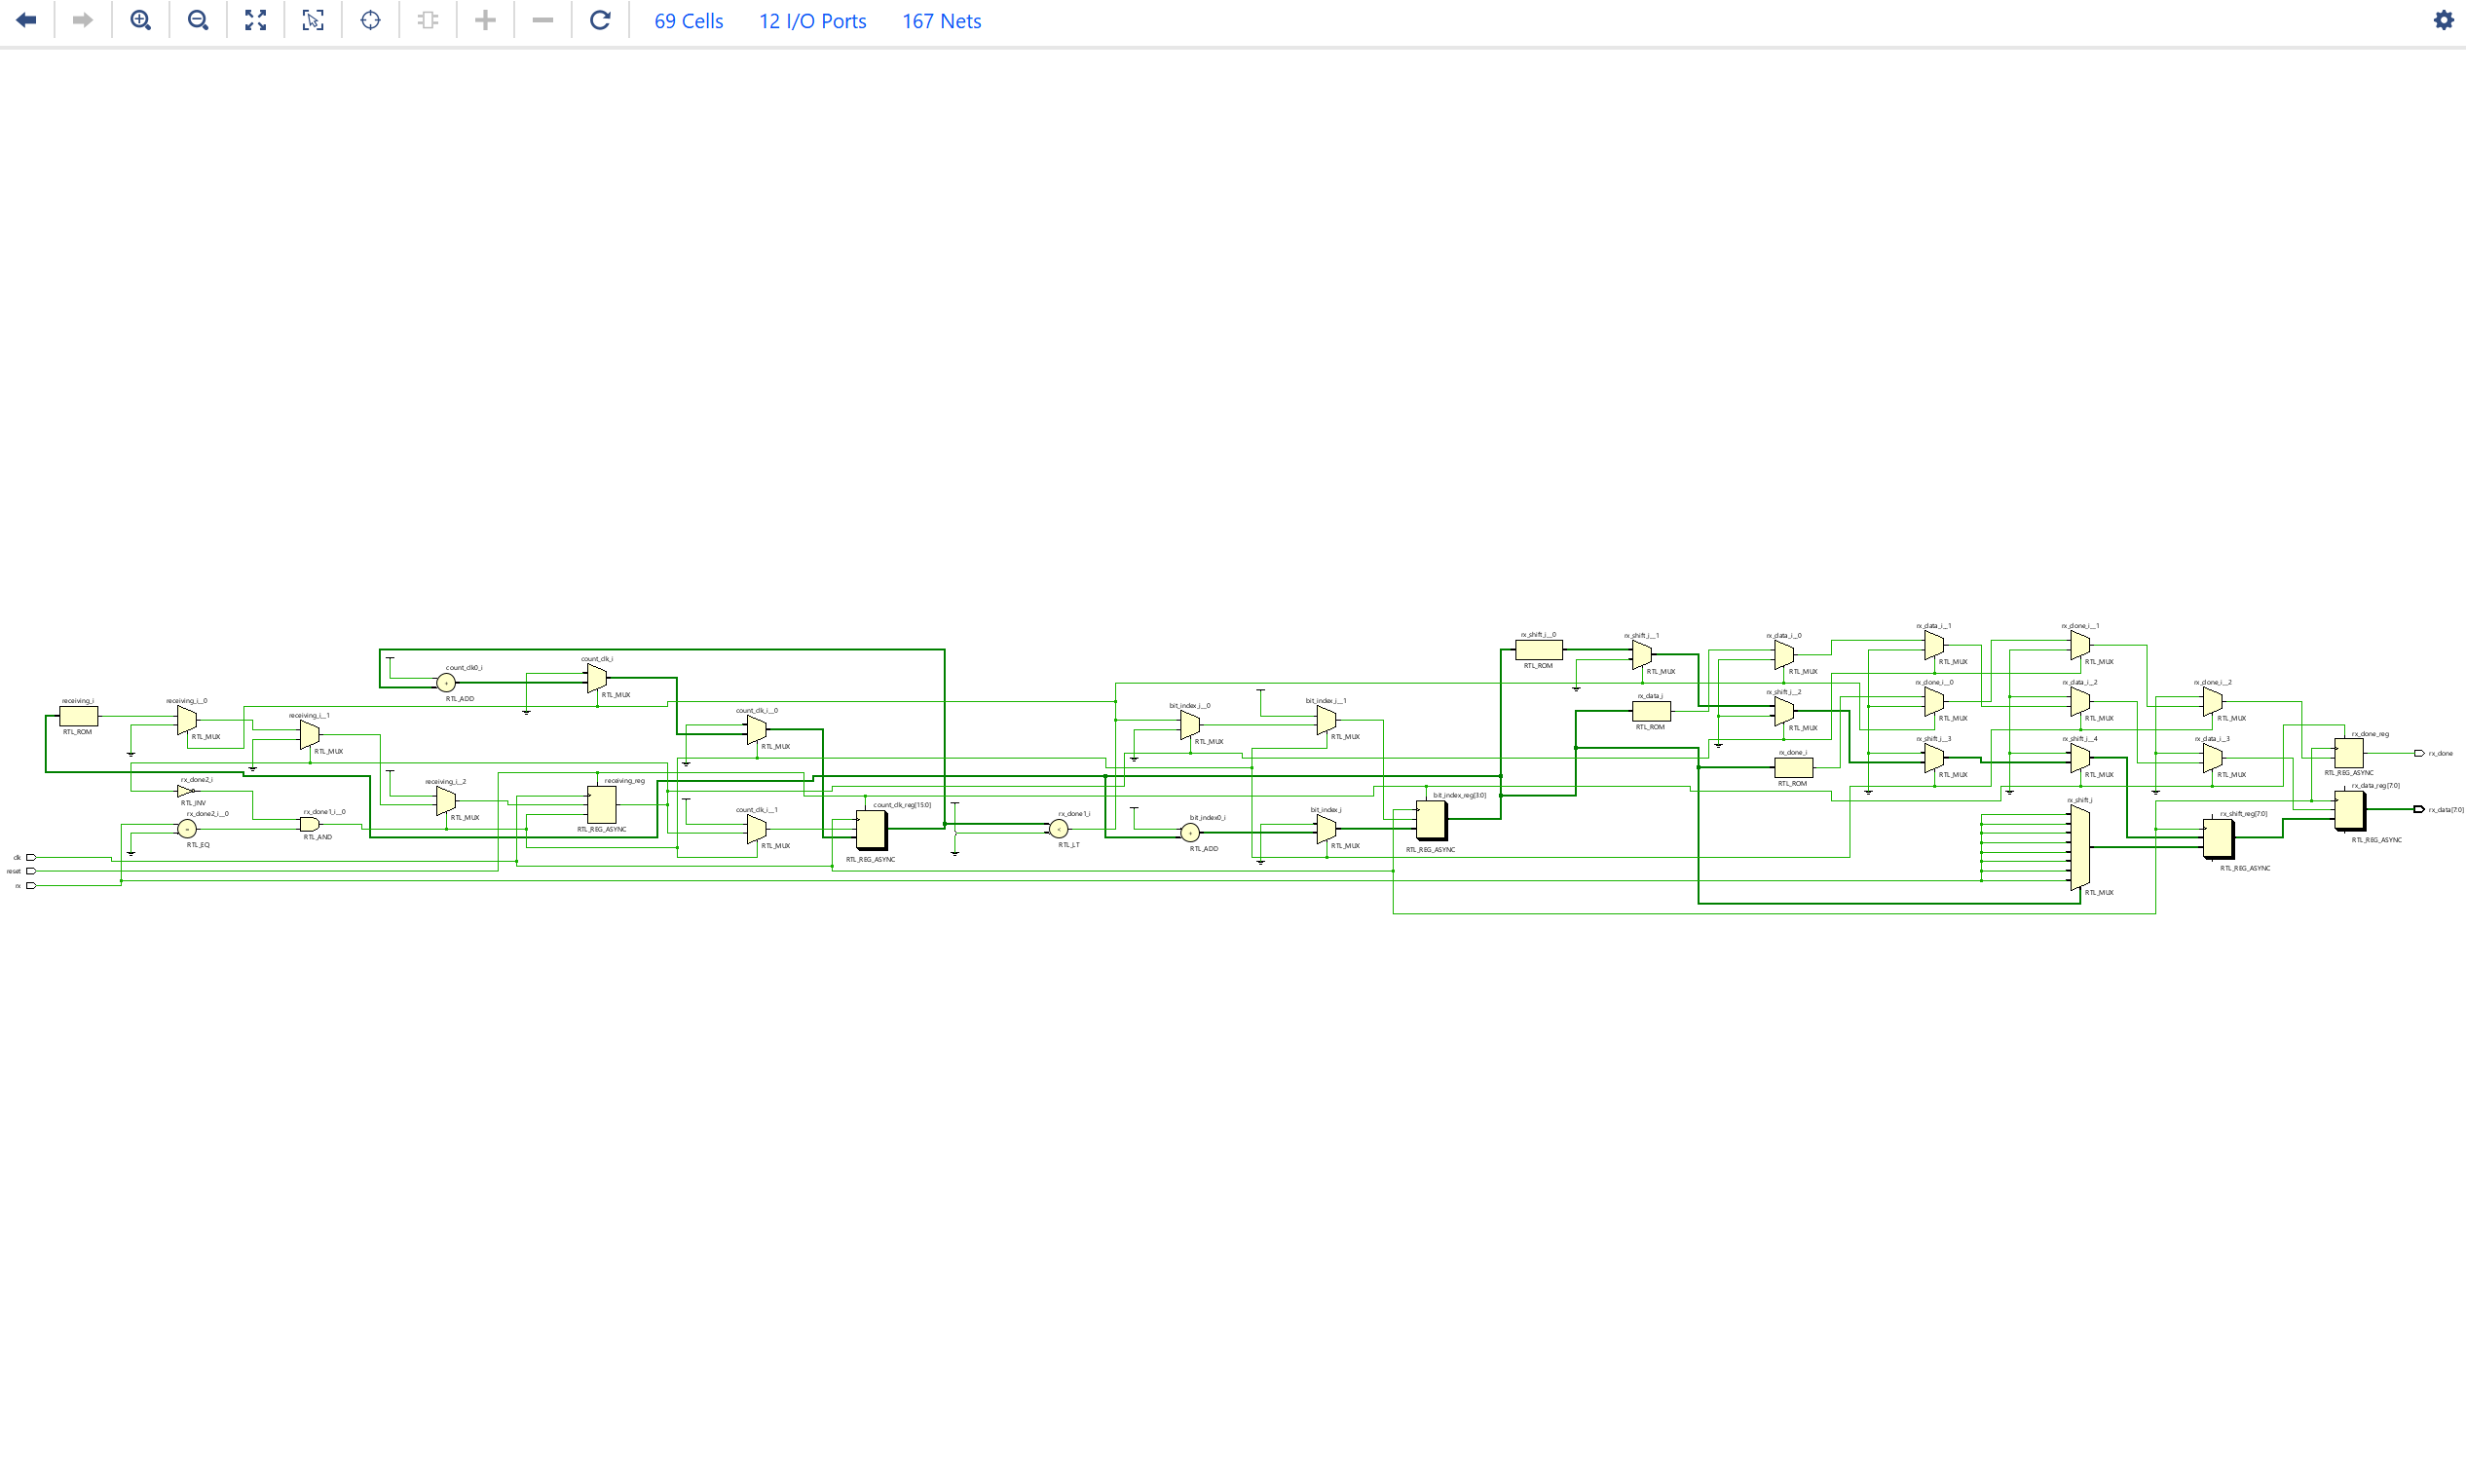 69 Cells 12 I/O Ports 167 Nets
rx_shift_i__0
RTL_ROM
rx_shift_i__1
RTL_MUX
rx_data_i__0
RTL_MUX
rx_data_i__1
RTL_MUX
rx_done_i__1
RTL_MUX
count_clk0_i
+
RTL_ADD
count_clk_i
RTL_MUX
receiving_i
RTL_ROM
receiving_i__0
RTL_MUX
receiving_i__1
RTL_MUX
count_clk_i__0
RTL_MUX
bit_index_i__0
RTL_MUX
bit_index_i__1
RTL_MUX
rx_data_i
RTL_ROM
rx_shift_i__2
RTL_MUX
rx_done_i__0
RTL_MUX
rx_data_i__2
RTL_MUX
rx_done_i__2
RTL_MUX
rx_done_i
RTL_ROM
rx_shift_i__3
RTL_MUX
rx_shift_i__4
RTL_MUX
rx_data_i__3
RTL_MUX
rx_done_reg
RTL_REG_ASYNC
rx_done
rx_done2_i
RTL_INV
rx_done2_i__0
=
RTL_EQ
rx_done1_i__0
RTL_AND
receiving_i__2
RTL_MUX
receiving_reg
RTL_REG_ASYNC
count_clk_i__1
RTL_MUX
count_clk_reg[15:0]
RTL_REG_ASYNC
rx_done1_i
<
RTL_LT
bit_index0_i
+
RTL_ADD
bit_index_i
RTL_MUX
bit_index_reg[3:0]
RTL_REG_ASYNC
rx_shift_i
RTL_MUX
rx_shift_reg[7:0]
RTL_REG_ASYNC
rx_data_reg[7:0]
RTL_REG_ASYNC
rx_data[7:0]
clk
reset
rx